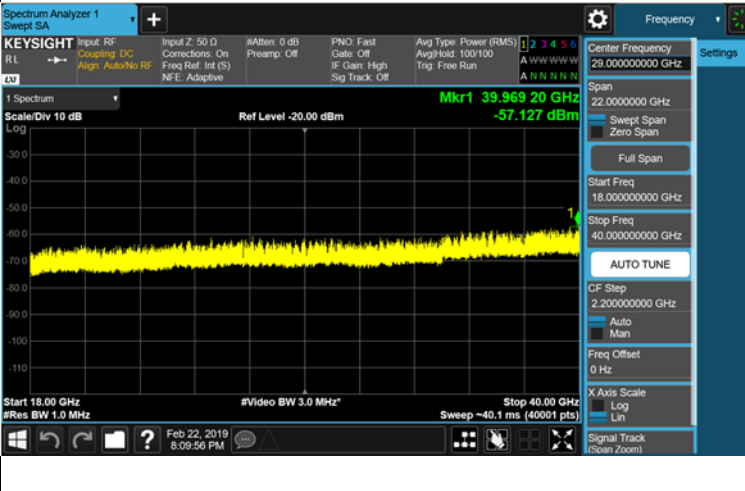 Spectrum Analyzer 1
Swept SA
Frequency
KEYSIGHT
RL
LXI
Input: RF
Coupling: DC
Align: Auto/No RF
Input Z: 50 Ω
Corrections: On
Freq Ref: Int (S)
NFE: Adaptive
#Atten: 0 dB
Preamp: Off
PNO: Fast
Gate: Off
IF Gain: High
Sig Track: Off
Avg Type: Power (RMS)
Avg|Hold: 100/100
Trig: Free Run
1 2 3 4 5 6
A W W W W W
A N N N N N
1 Spectrum
Scale/Div 10 dB
Ref Level -20.00 dBm
Mkr1 39.969 20 GHz
-57.127 dBm
Log
-30.0
-40.0
-50.0
-60.0
-70.0
-80.0
-90.0
-100
-110
1
Start 18.00 GHz
#Res BW 1.0 MHz
#Video BW 3.0 MHz*
Stop 40.00 GHz
Sweep ~40.1 ms (40001 pts)
Feb 22, 2019
8:09:56 PM
Center Frequency
29.000000000 GHz
Settings
Span
22.0000000 GHz
Swept Span
Zero Span
Full Span
Start Freq
18.000000000 GHz
Stop Freq
40.000000000 GHz
AUTO TUNE
CF Step
2.200000000 GHz
Auto
Man
Freq Offset
0 Hz
X Axis Scale
Log
Lin
Signal Track
(Span Zoom)